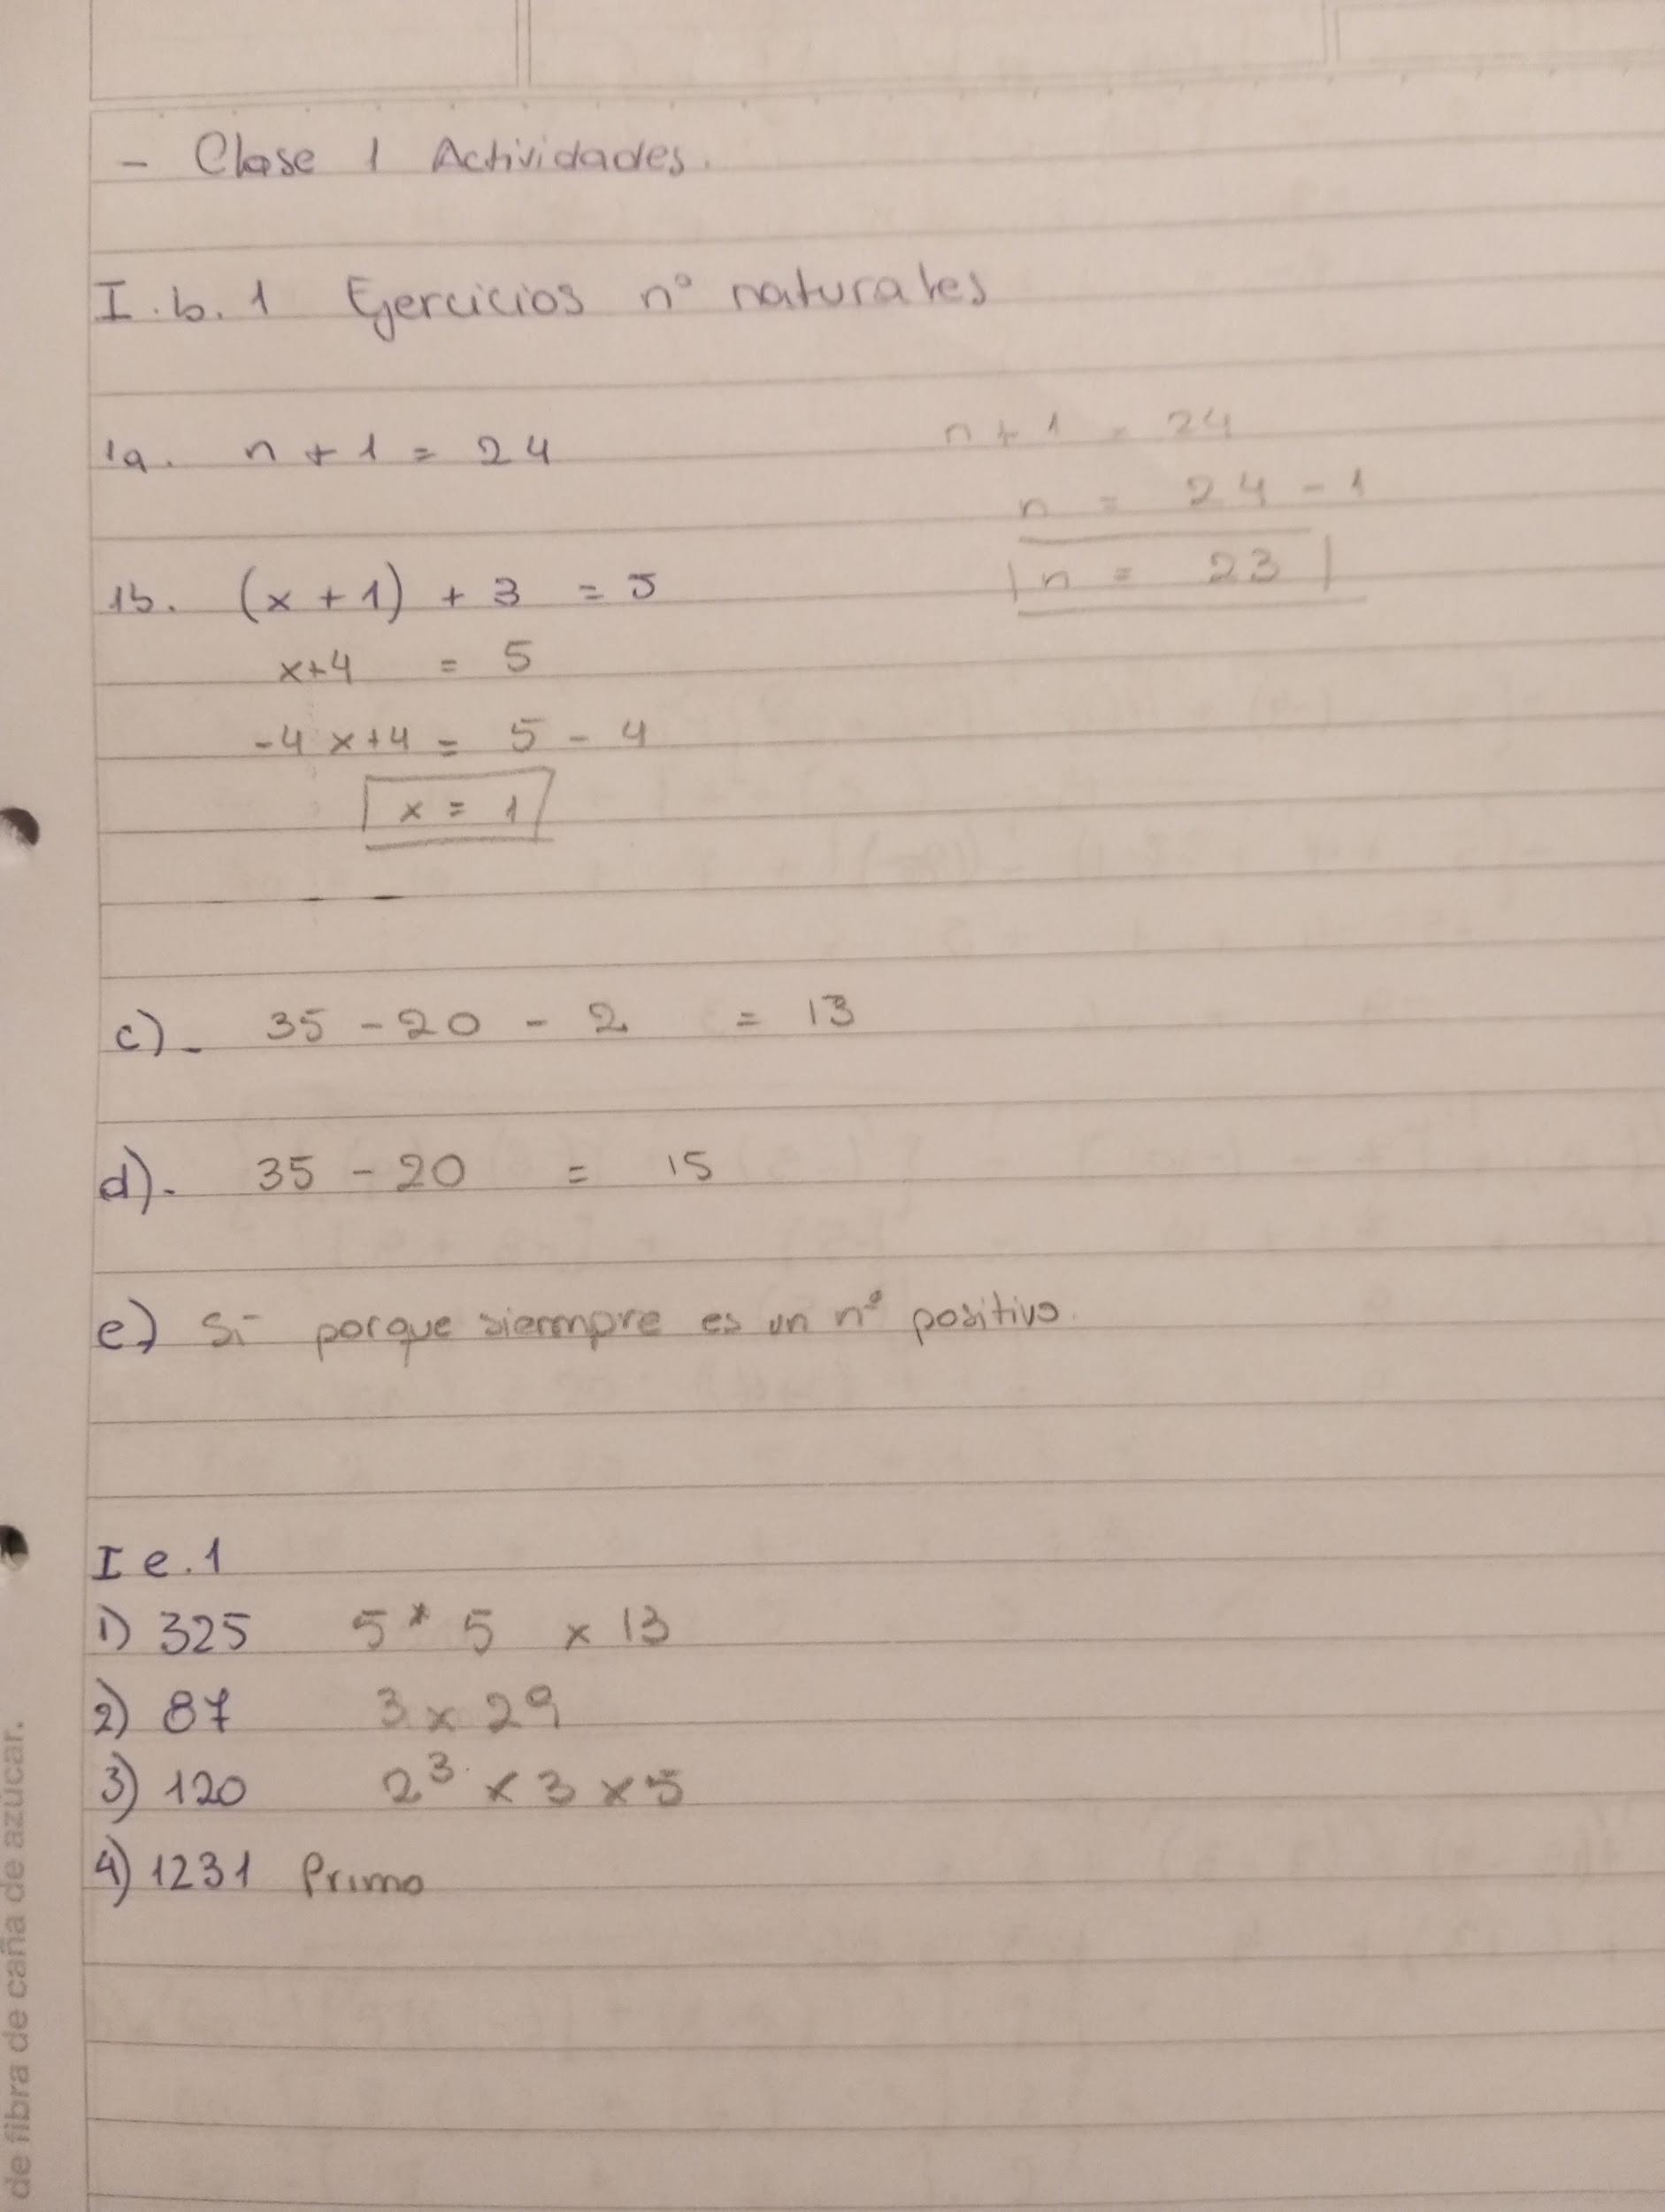 - Clase 1 Actividades.
I.b.1 Ejercicios nº naturales
1a. n + 1 = 24
n + 1 = 24
n = 24 - 1
n = 23
1b. (x + 1) + 3 = 5
x+4 = 5
-4 x+4 = 5 - 4
x = 1
c)- 35 - 20 - 2 = 13
d)- 35 - 20 = 15
e) Si porque siempre es un nº positivo.
I e.1
1) 325 5 * 5 x 13
2) 87 3 x 29
3) 120 2³ x 3 x 5
4) 1231 Primo
de fibra de caña de azúcar.